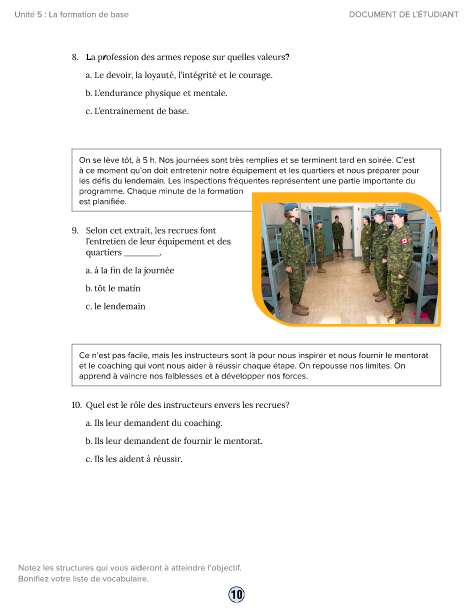 Unité 5 : La formation de base
DOCUMENT DE L'ÉTUDIANT
8. La profession des armes repose sur quelles valeurs?
a. Le devoir, la loyauté, l'intégrité et le courage.
b. L'endurance physique et mentale.
c. L'entrainement de base.
On se lève tôt, à 5 h. Nos journées sont très remplies et se terminent tard en soirée. C'est
à ce moment qu'on doit entretenir notre équipement et les quartiers et nous préparer pour
les défis du lendemain. Les inspections fréquentes représentent une partie importante du
programme. Chaque minute de la formation
est planifiée.
9. Selon cet extrait, les recrues font
l'entretien de leur équipement et des
quartiers ________.
a. à la fin de la journée
b. tôt le matin
c. le lendemain
Ce n'est pas facile, mais les instructeurs sont là pour nous inspirer et nous fournir le mentorat
et le coaching qui vont nous aider à réussir chaque étape. On repousse nos limites. On
apprend à vaincre nos faiblesses et à développer nos forces.
10. Quel est le rôle des instructeurs envers les recrues?
a. Ils leur demandent du coaching.
b. Ils leur demandent de fournir le mentorat.
c. Ils les aident à réussir.
Notez les structures qui vous aideront à atteindre l'objectif.
Bonifiez votre liste de vocabulaire.
10